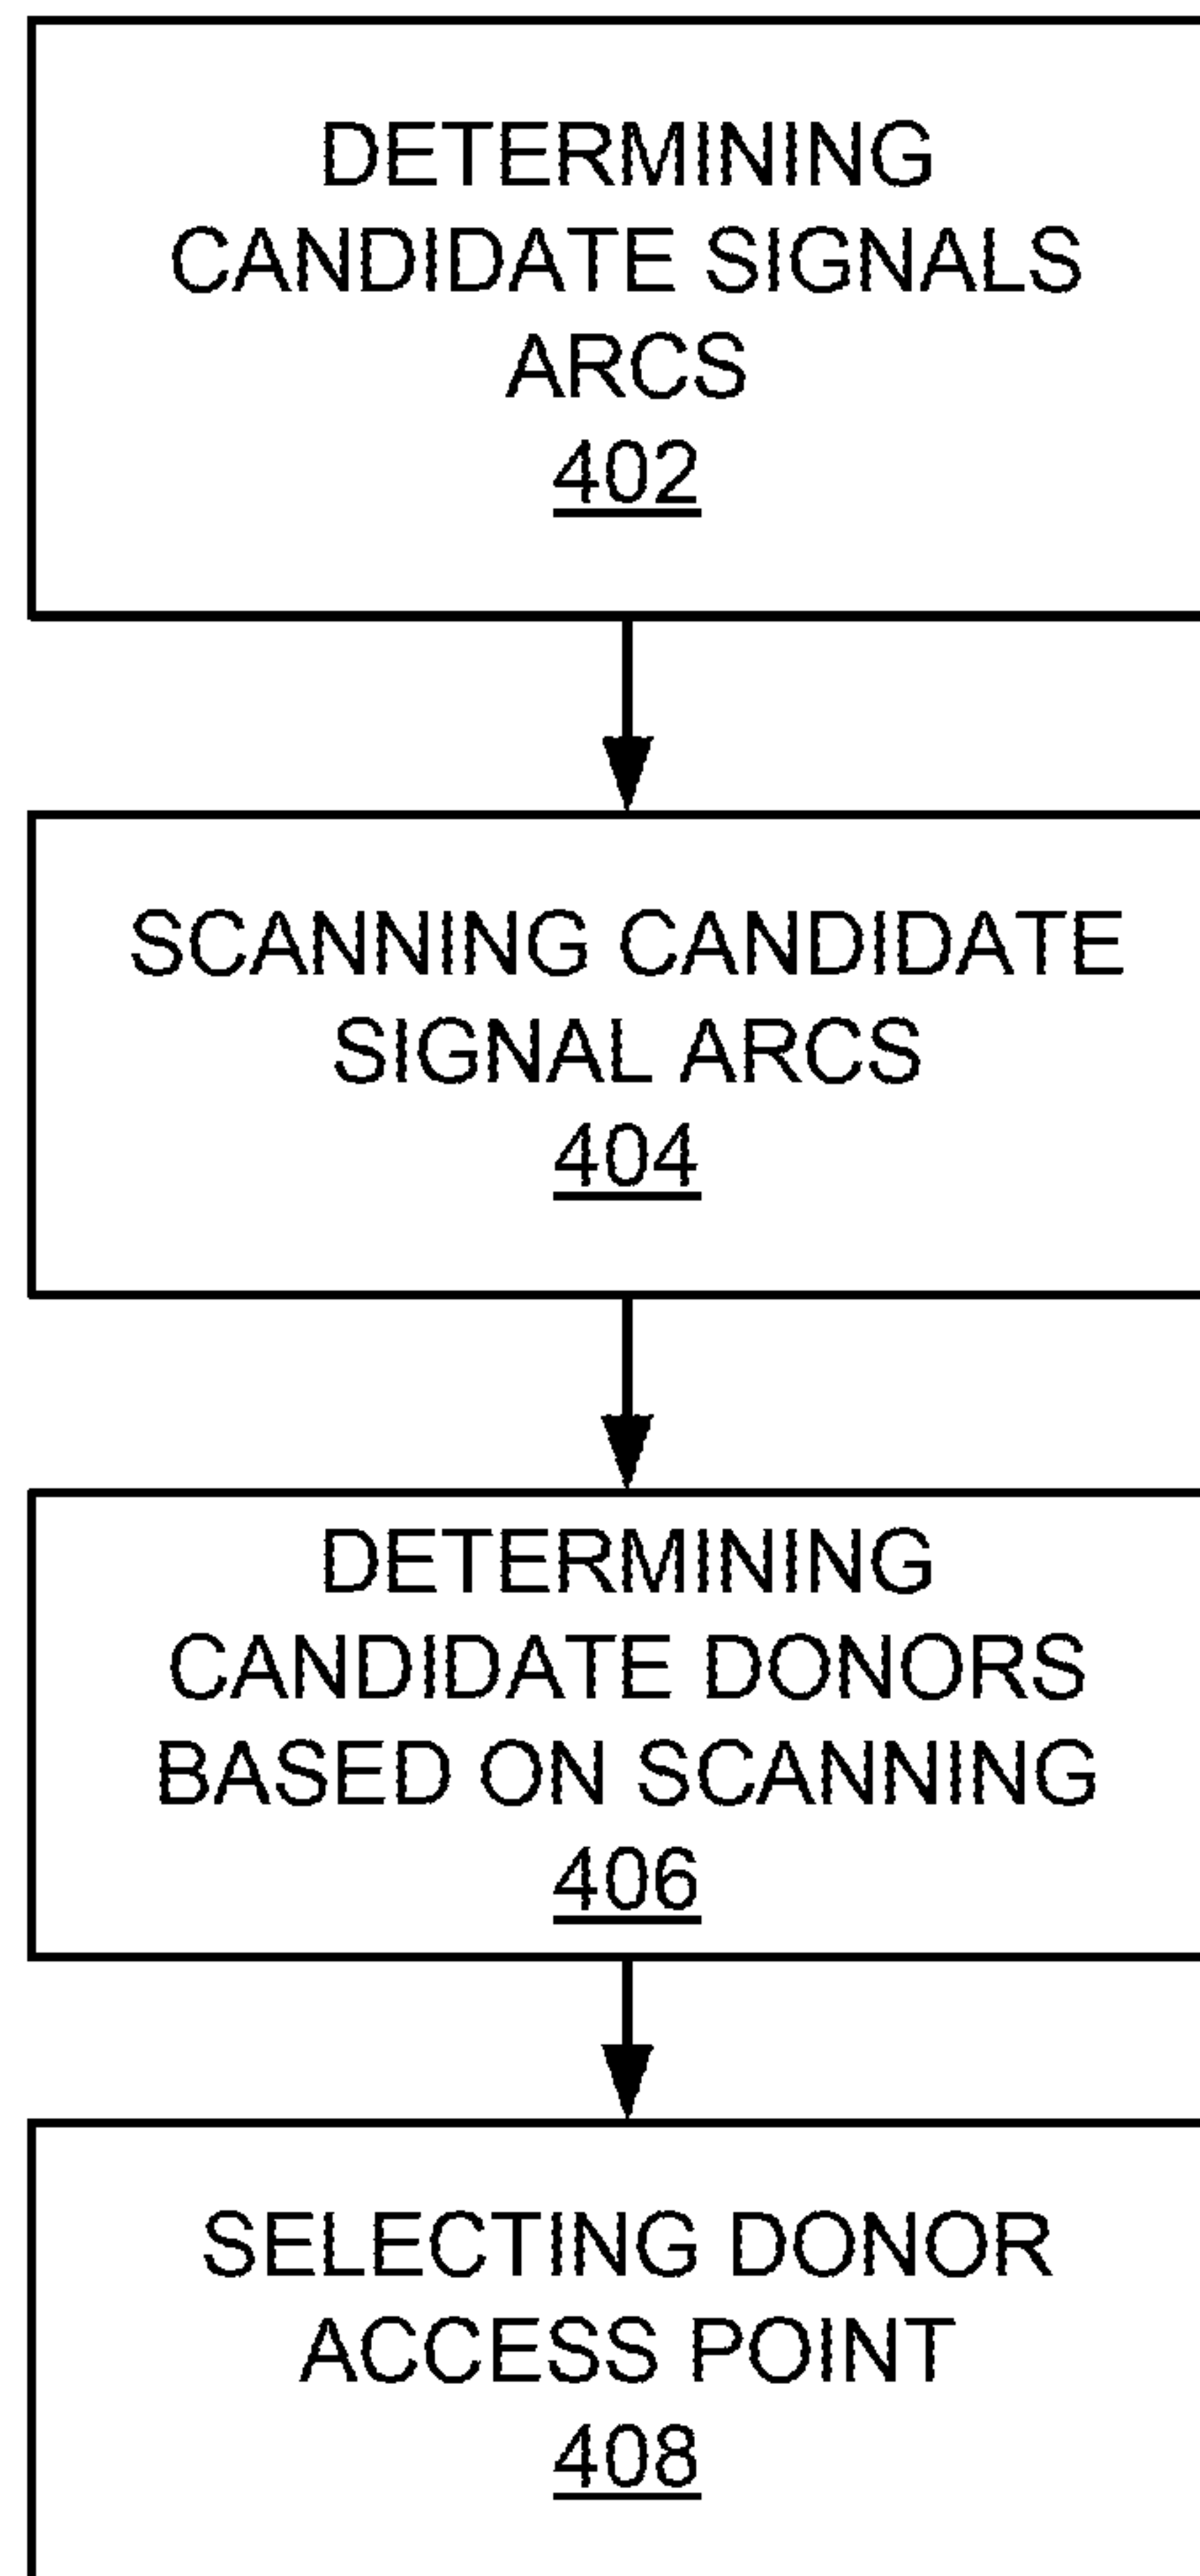 DETERMINING
CANDIDATE SIGNALS
ARCS
402
SCANNING CANDIDATE
SIGNAL ARCS
404
DETERMINING
CANDIDATE DONORS
BASED ON SCANNING
406
SELECTING DONOR
ACCESS POINT
408